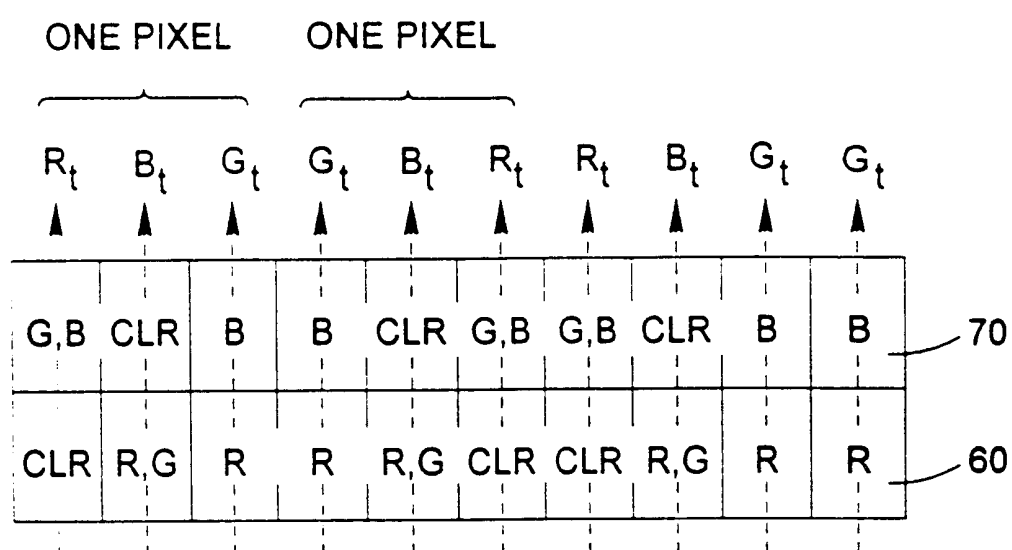 ONE PIXEL ONE PIXEL
Rt Bt Gt Gt Bt Rt Rt Bt Gt Gt
G,B CLR B B CLR G,B G,B CLR B B 70
CLR R,G R R R,G CLR CLR R,G R R 60